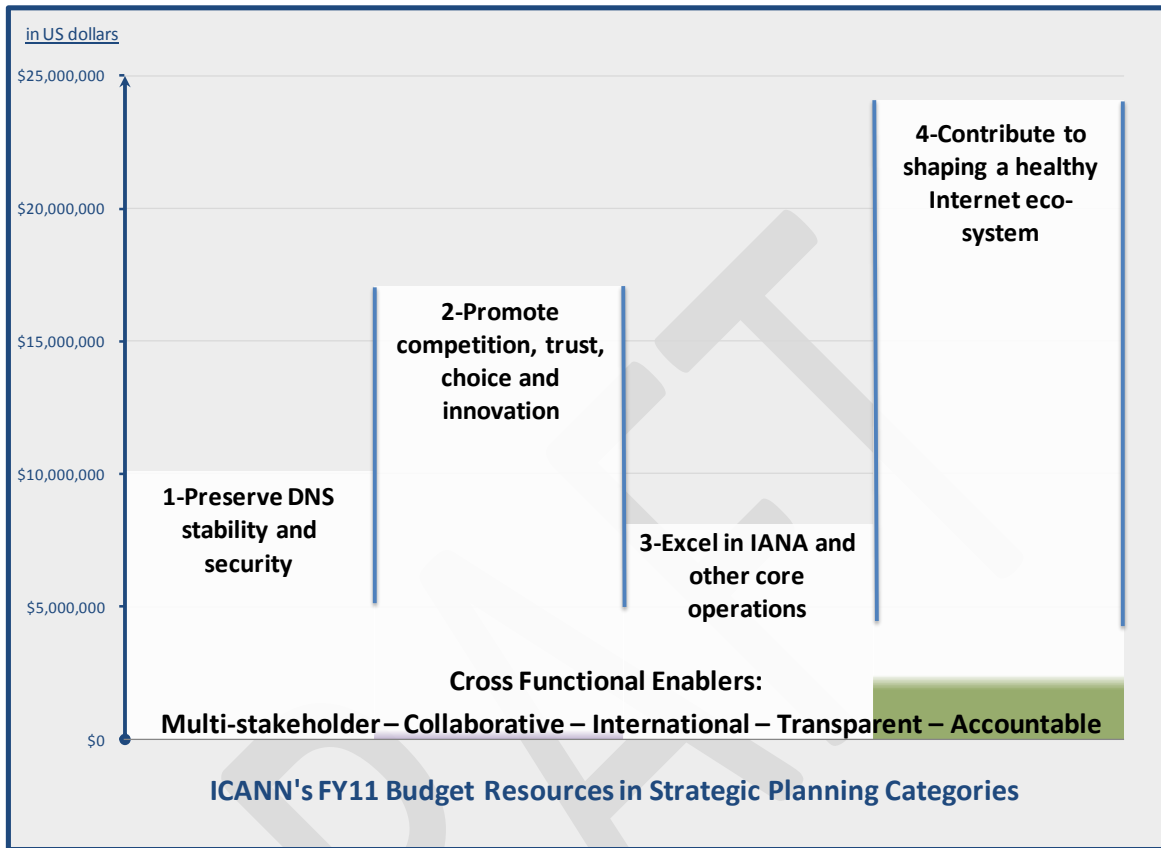 in US dollars
$25,000,000
$20,000,000
$15,000,000
$10,000,000
$5,000,000
$0
1-Preserve DNS
stability and
security
2-Promote
competition, trust,
choice and
innovation
3-Excel in IANA and
other core
operations
4-Contribute to
shaping a healthy
Internet eco-
system
Cross Functional Enablers:
Multi-stakeholder – Collaborative – International – Transparent – Accountable
ICANN's FY11 Budget Resources in Strategic Planning Categories
DRAFT